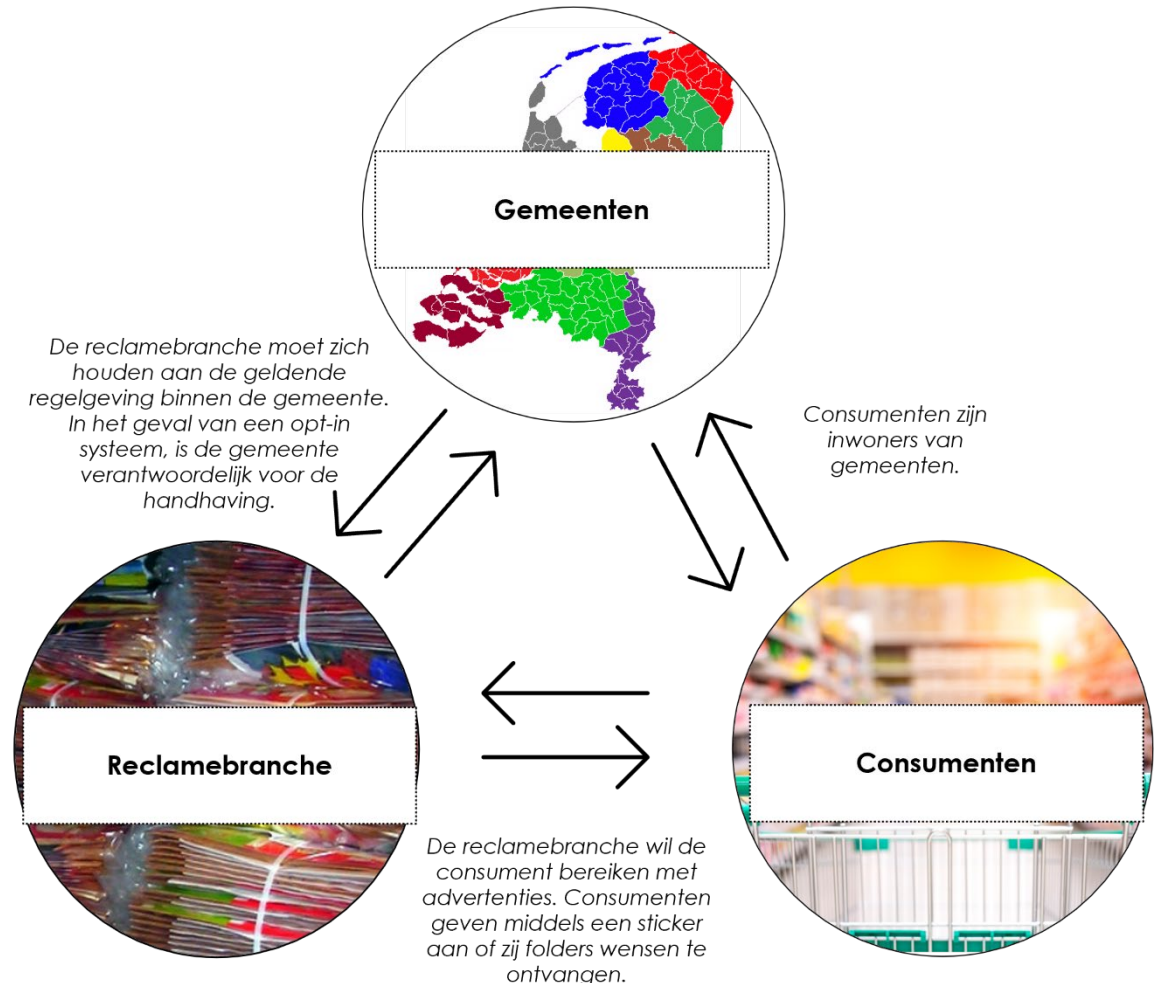 Gemeenten
De reclamebranche moet zich
houden aan de geldende
regelgeving binnen de gemeente.
In het geval van een opt-in
systeem, is de gemeente
verantwoordelijk voor de
handhaving.
Consumenten zijn
inwoners van
gemeenten.
Reclamebranche
Consumenten
De reclamebranche wil de
consument bereiken met
advertenties. Consumenten
geven middels een sticker
aan of zij folders wensen te
ontvangen.